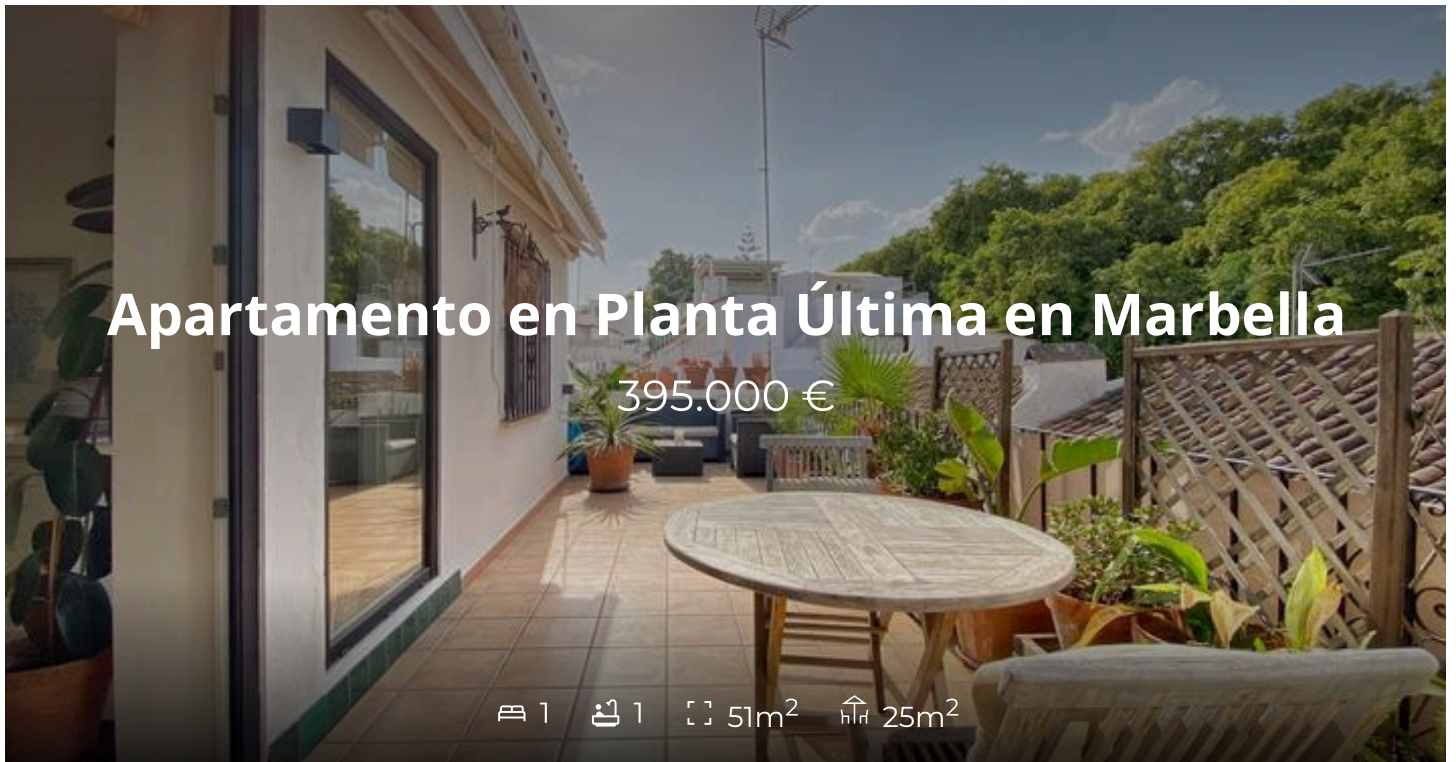 Apartamento en Planta Última en Marbella
395.000 €
1 1 51m² 25m²